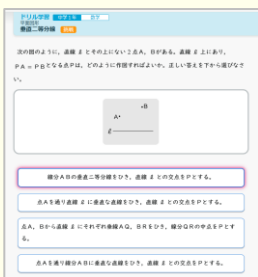 ドリル学習 中学1年 数学
平面図形
垂直二等分線
次の図のように、直線 ℓ とその上にない2点A、Bがある。直線 ℓ 上にあり、
PA=PBとなる点Pは、どのように作図すればよいか。正しい答えを下から選びなさ
い。
•B
A•
ℓ
線分ABの垂直二等分線をひき、直線 ℓ との交点をPとする。
点Aを通り直線 ℓ に垂直な直線をひき、直線 ℓ との交点をPとする。
点A、Bから直線 ℓ にそれぞれ垂線AQ、BRをひき、線分QRの中点をPとす
る。
点Aを通り線分ABに垂直な直線をひき、直線 ℓ との交点をPとする。